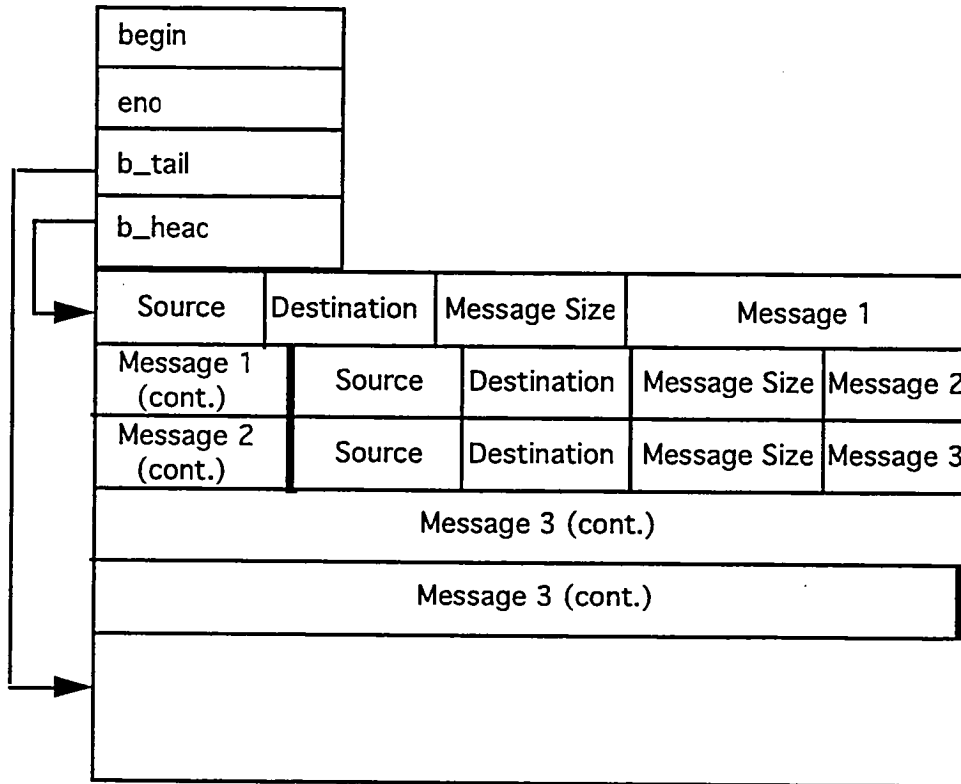 begin
eno
b_tail
b_heac
Source Destination Message Size Message 1
Message 1
(cont.)
Source Destination Message Size Message 2
Message 2
(cont.)
Source Destination Message Size Message 3
Message 3 (cont.)
Message 3 (cont.)